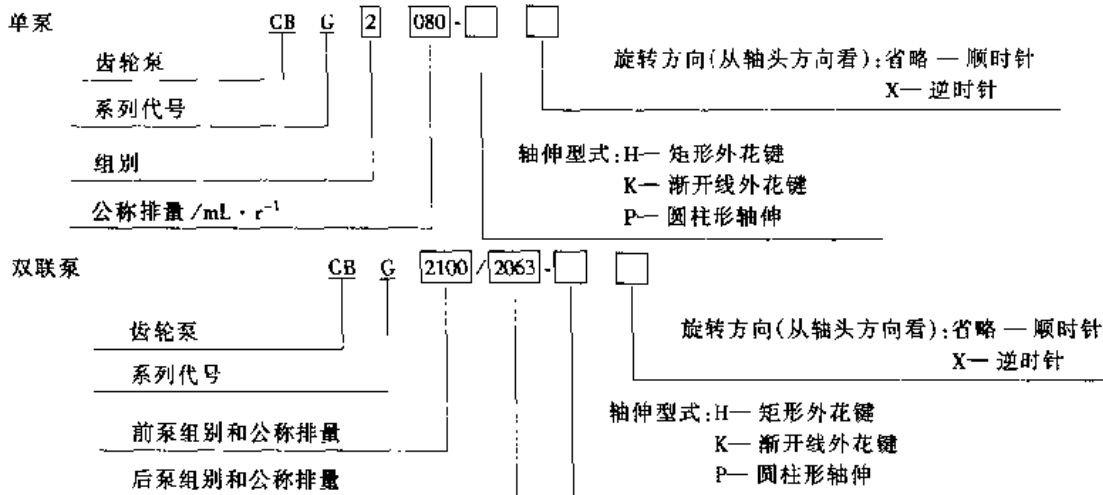 单泵 CB G 2 080 -
齿轮泵
旋转方向(从轴头方向看):省略 — 顺时针
X— 逆时针
系列代号
组别
轴伸型式:H— 矩形外花键
K— 渐开线外花键
P— 圆柱形轴伸
公称排量/mL·r⁻¹
双联泵 CB G 2100 / 2063 -
齿轮泵
旋转方向(从轴头方向看):省略 — 顺时针
X— 逆时针
系列代号
轴伸型式:H— 矩形外花键
前泵组别和公称排量
K— 渐开线外花键
后泵组别和公称排量
P— 圆柱形轴伸